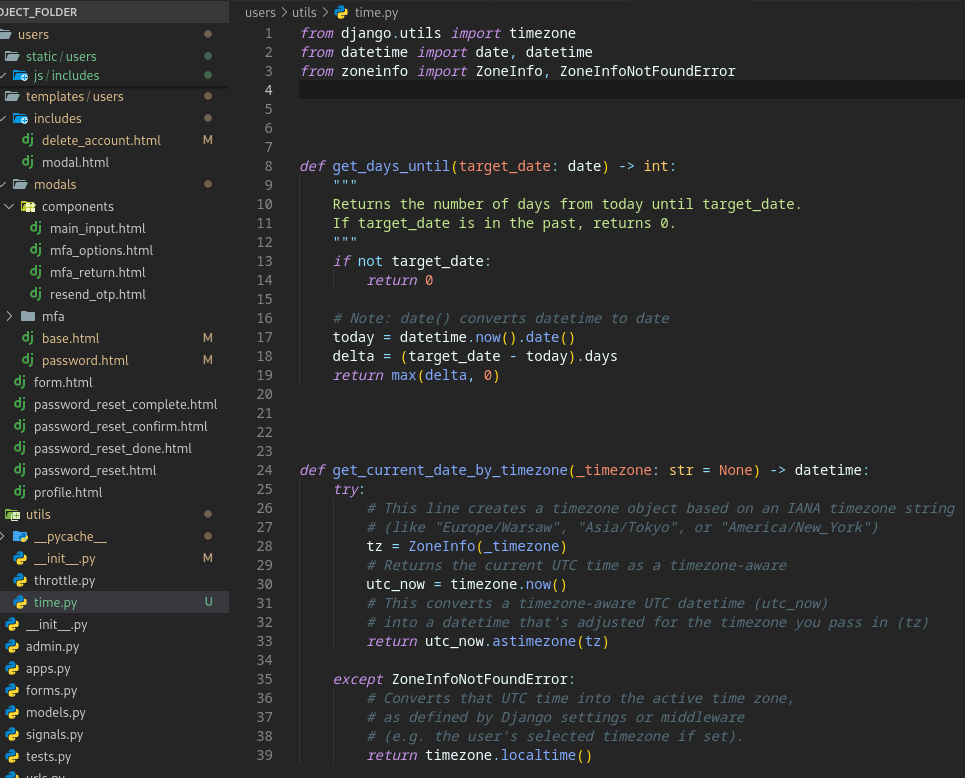 OJECT_FOLDER
users
static/users
js/includes
templates/users
includes
delete_account.html M
modal.html
modals
components
main_input.html
mfa_options.html
mfa_return.html
resend_otp.html
mfa
base.html M
password.html M
form.html
password_reset_complete.html
password_reset_confirm.html
password_reset_done.html
password_reset.html
profile.html
utils
__pycache__
__init__.py M
throttle.py
time.py U
__init__.py
admin.py
apps.py
forms.py
models.py
signals.py
tests.py
urls.py
users > utils > time.py
1 from django.utils import timezone
2 from datetime import date, datetime
3 from zoneinfo import ZoneInfo, ZoneInfoNotFoundError
4
5
6
7
8 def get_days_until(target_date: date) -> int:
9 """
10 Returns the number of days from today until target_date.
11 If target_date is in the past, returns 0.
12 """
13 if not target_date:
14 return 0
15
16 # Note: date() converts datetime to date
17 today = datetime.now().date()
18 delta = (target_date - today).days
19 return max(delta, 0)
20
21
22
23
24 def get_current_date_by_timezone(_timezone: str = None) -> datetime:
25 try:
26 # This line creates a timezone object based on an IANA timezone string
27 # (like "Europe/Warsaw", "Asia/Tokyo", or "America/New_York")
28 tz = ZoneInfo(_timezone)
29 # Returns the current UTC time as a timezone-aware
30 utc_now = timezone.now()
31 # This converts a timezone-aware UTC datetime (utc_now)
32 # into a datetime that's adjusted for the timezone you pass in (tz)
33 return utc_now.astimezone(tz)
34
35 except ZoneInfoNotFoundError:
36 # Converts that UTC time into the active time zone,
37 # as defined by Django settings or middleware
38 # (e.g. the user's selected timezone if set).
39 return timezone.localtime()